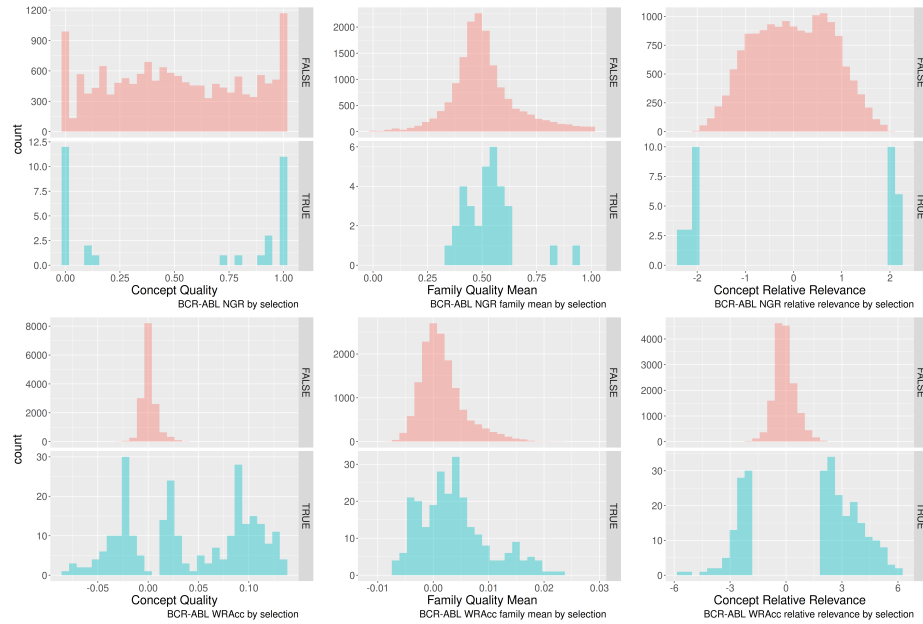 1200
900
600
300
0
FALSE
12.5
10.0
7.5
5.0
2.5
0.0
TRUE
count
0.00 0.25 0.50 0.75 1.00
Concept Quality
BCR-ABL NGR by selection
2000
1500
1000
500
0
FALSE
6
4
2
0
TRUE
0.00 0.25 0.50 0.75 1.00
Family Quality Mean
BCR-ABL NGR family mean by selection
1000
750
500
250
0
FALSE
10.0
7.5
5.0
2.5
0.0
TRUE
-2 -1 0 1 2
Concept Relative Relevance
BCR-ABL NGR relative relevance by selection
8000
6000
4000
2000
0
FALSE
30
20
10
0
TRUE
count
-0.05 0.00 0.05 0.10
Concept Quality
BCR-ABL WRAcc by selection
2000
1000
0
FALSE
30
20
10
0
TRUE
-0.01 0.00 0.01 0.02 0.03
Family Quality Mean
BCR-ABL WRAcc family mean by selection
4000
3000
2000
1000
0
FALSE
30
20
10
0
TRUE
-6 -3 0 3 6
Concept Relative Relevance
BCR-ABL WRAcc relative relevance by selection